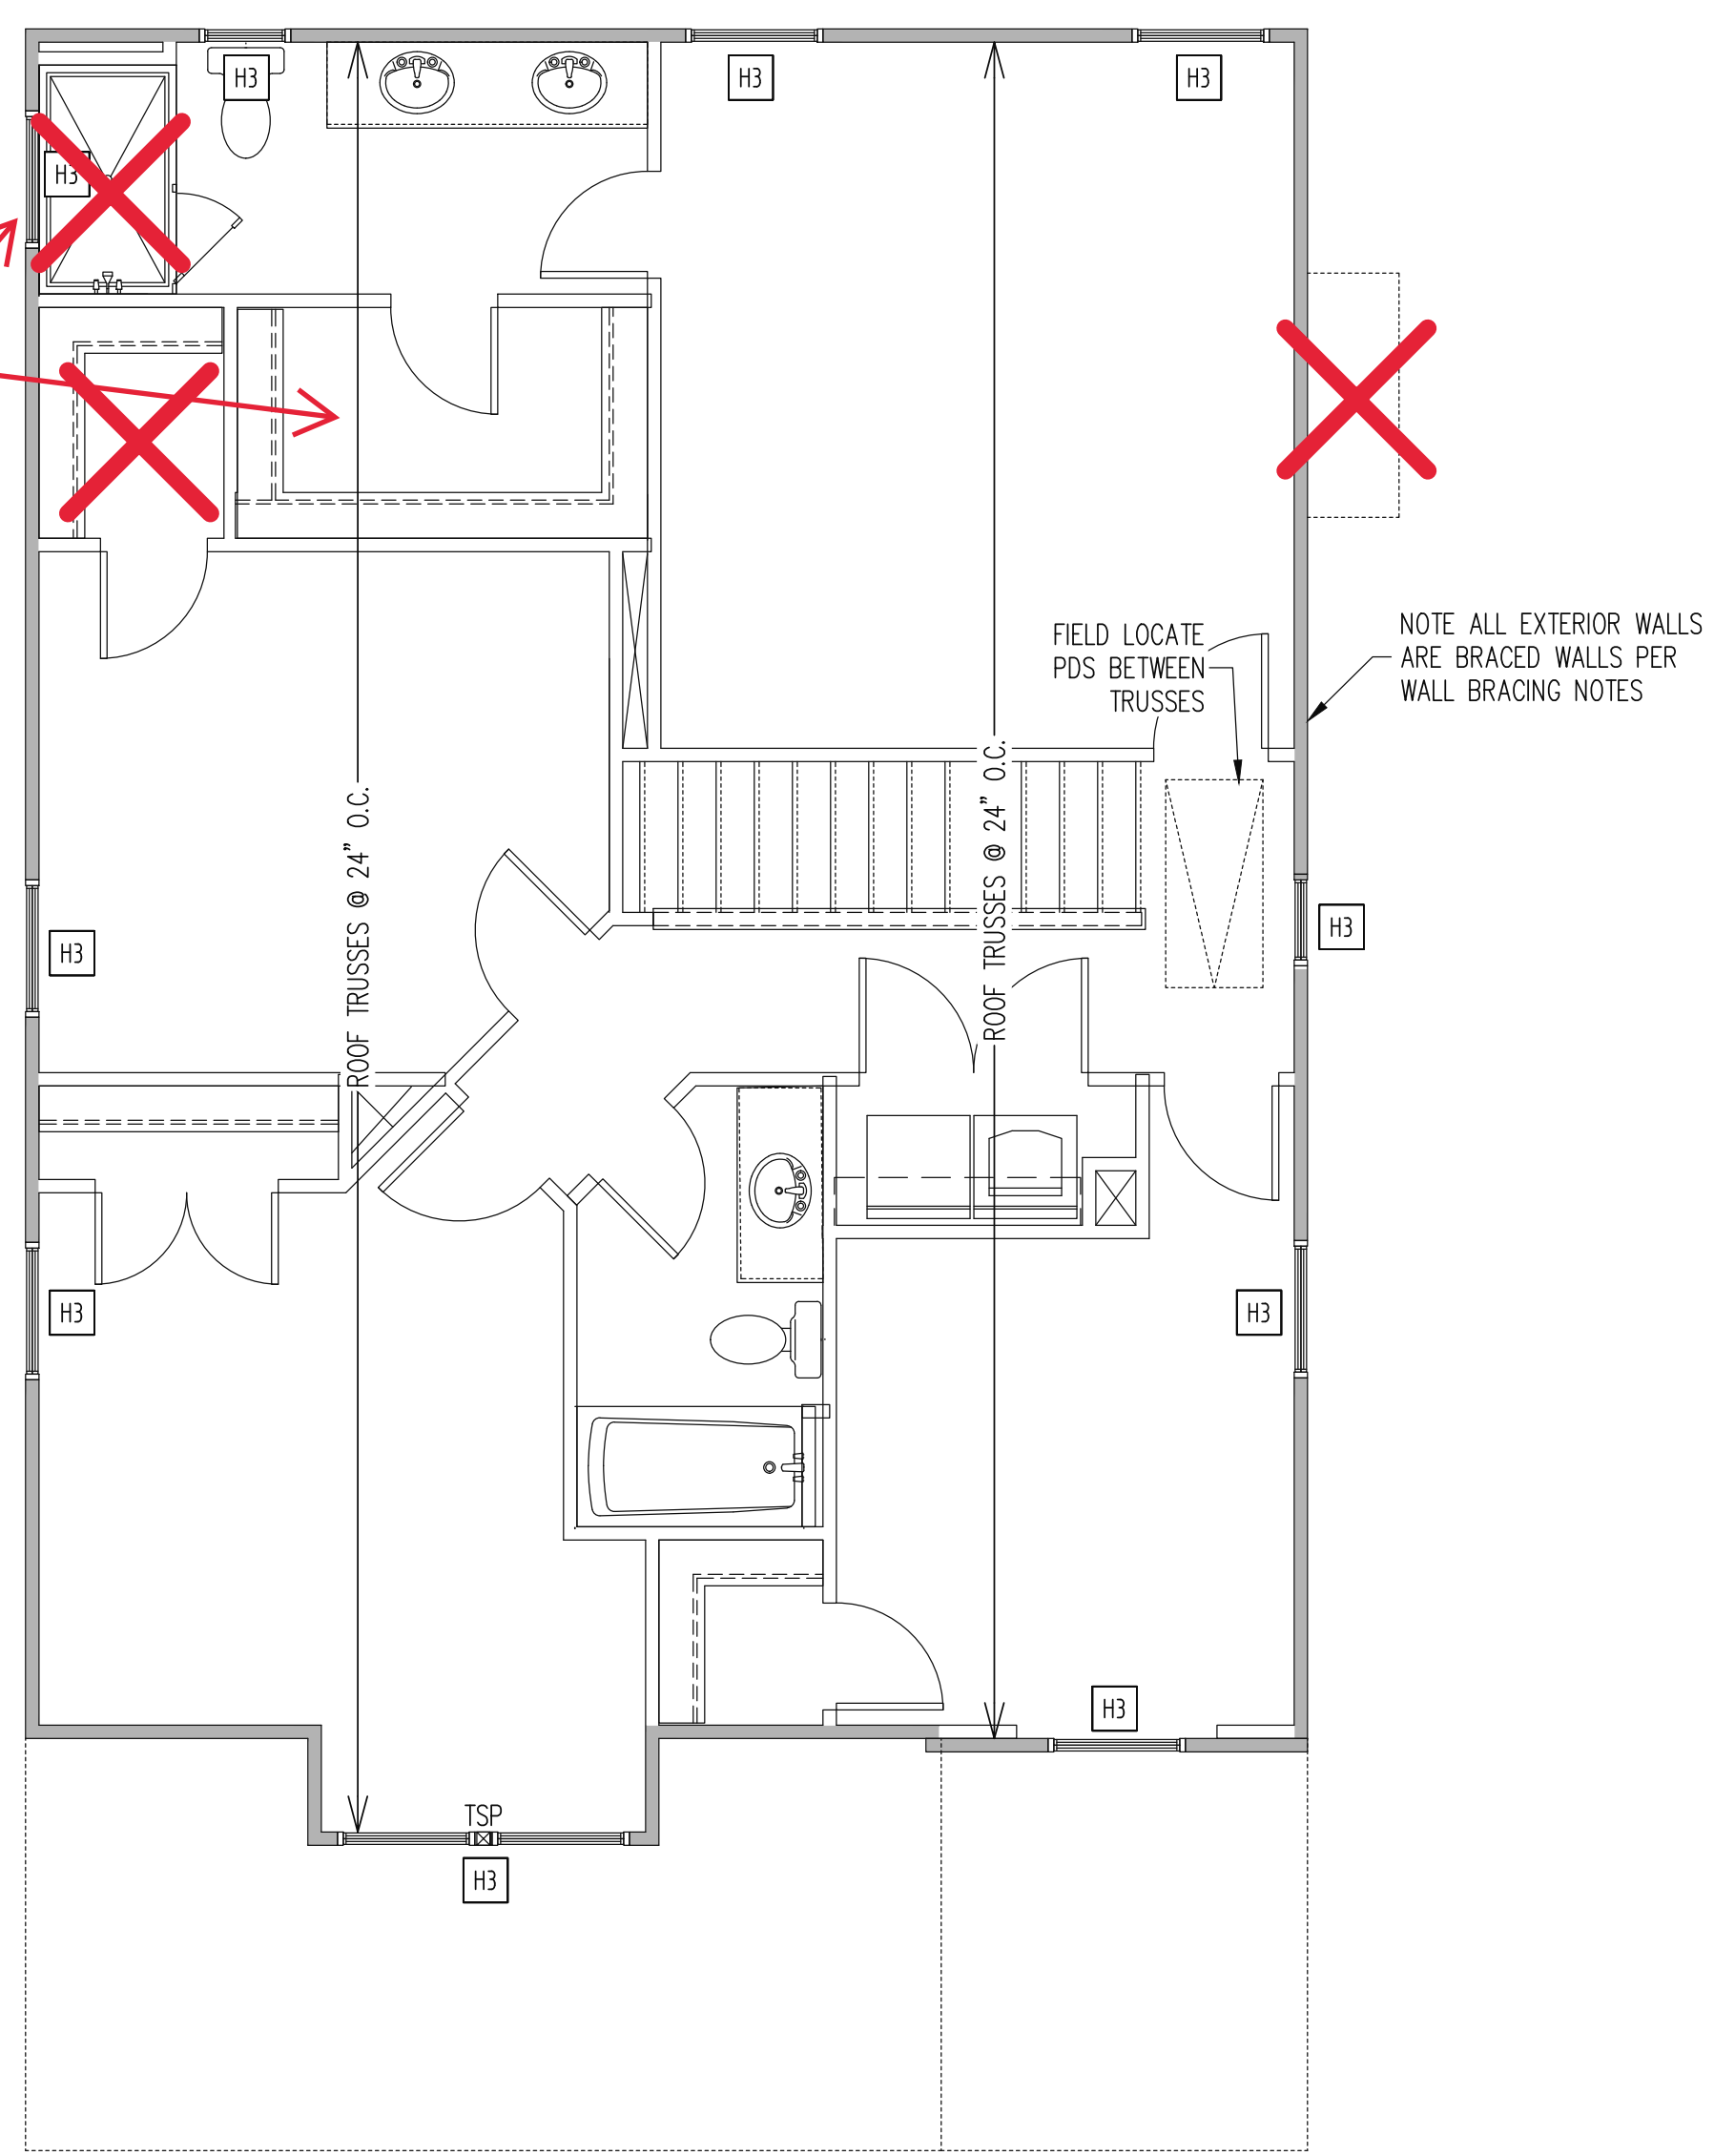 H3
H3
H3
H3
FIELD LOCATE
PDS BETWEEN
TRUSSES
NOTE ALL EXTERIOR WALLS
ARE BRACED WALLS PER
WALL BRACING NOTES
ROOF TRUSSES @ 24" O.C.
ROOF TRUSSES @ 24" O.C.
H3
H3
H3
H3
H3
TSP
H3